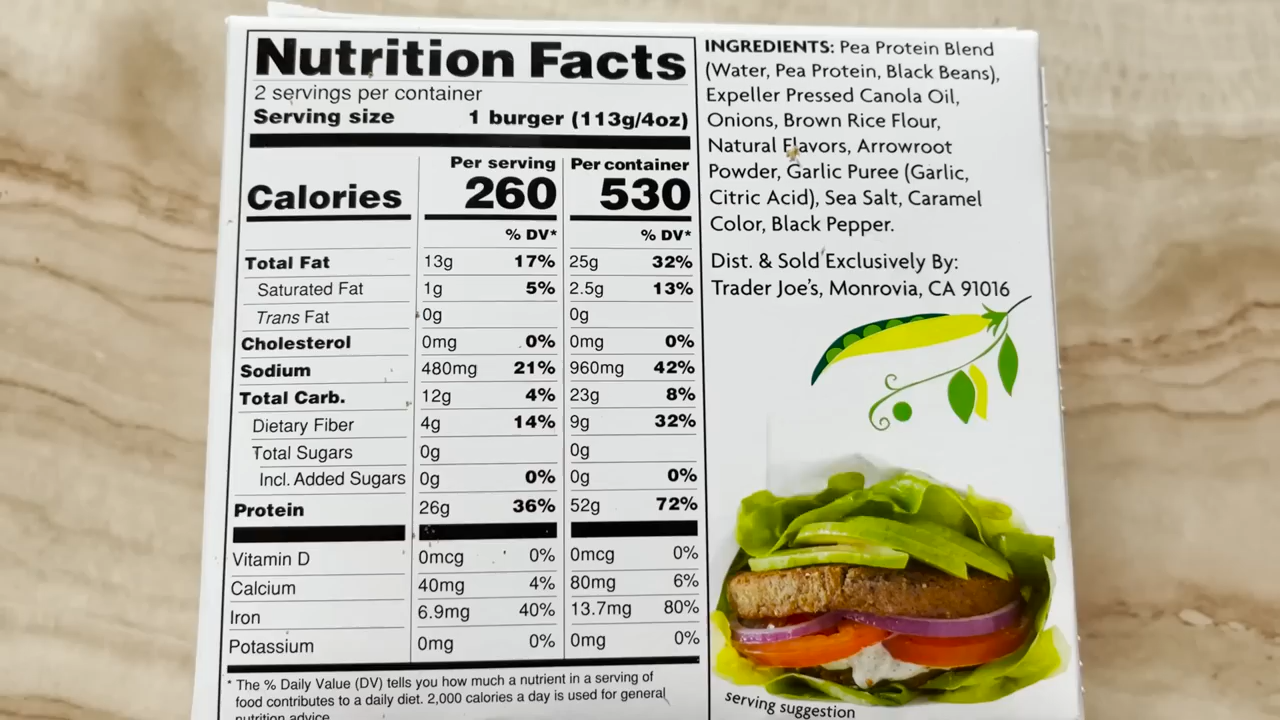 Nutrition Facts
2 servings per container
Serving size 1 burger (113g/4oz)
Per serving Per container
Calories 260 530
% DV* % DV*
Total Fat 13g 17% 25g 32%
Saturated Fat 1g 5% 2.5g 13%
Trans Fat 0g 0g
Cholesterol 0mg 0% 0mg 0%
Sodium 480mg 21% 960mg 42%
Total Carb. 12g 4% 23g 8%
Dietary Fiber 4g 14% 9g 32%
Total Sugars 0g 0g
Incl. Added Sugars 0g 0% 0g 0%
Protein 26g 36% 52g 72%
Vitamin D 0mcg 0% 0mcg 0%
Calcium 40mg 4% 80mg 6%
Iron 6.9mg 40% 13.7mg 80%
Potassium 0mg 0% 0mg 0%
* The % Daily Value (DV) tells you how much a nutrient in a serving of
food contributes to a daily diet. 2,000 calories a day is used for general
nutrition advice.
INGREDIENTS: Pea Protein Blend
(Water, Pea Protein, Black Beans),
Expeller Pressed Canola Oil,
Onions, Brown Rice Flour,
Natural Flavors, Arrowroot
Powder, Garlic Puree (Garlic,
Citric Acid), Sea Salt, Caramel
Color, Black Pepper.
Dist. & Sold Exclusively By:
Trader Joe's, Monrovia, CA 91016
serving suggestion